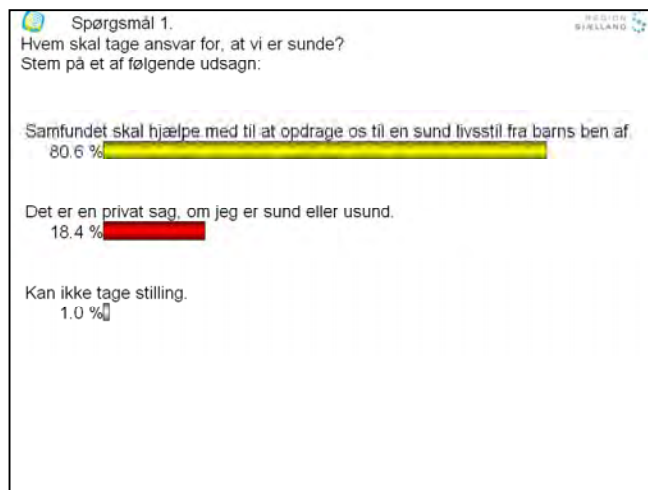 Spørgsmål 1.
REGION
SJÆLLAND
Hvem skal tage ansvar for, at vi er sunde?
Stem på et af følgende udsagn:
Samfundet skal hjælpe med til at opdrage os til en sund livsstil fra barns ben af.
80.6 %
Det er en privat sag, om jeg er sund eller usund.
18.4 %
Kan ikke tage stilling.
1.0 %